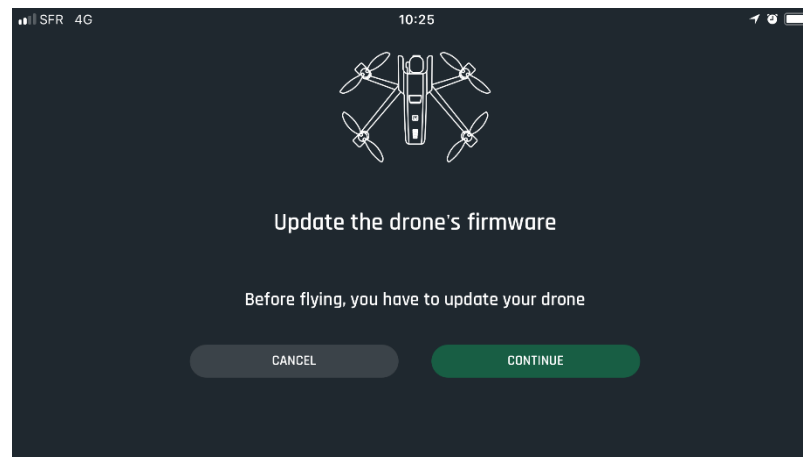 SFR 4G 10:25
Update the drone's firmware
Before flying, you have to update your drone
CANCEL CONTINUE